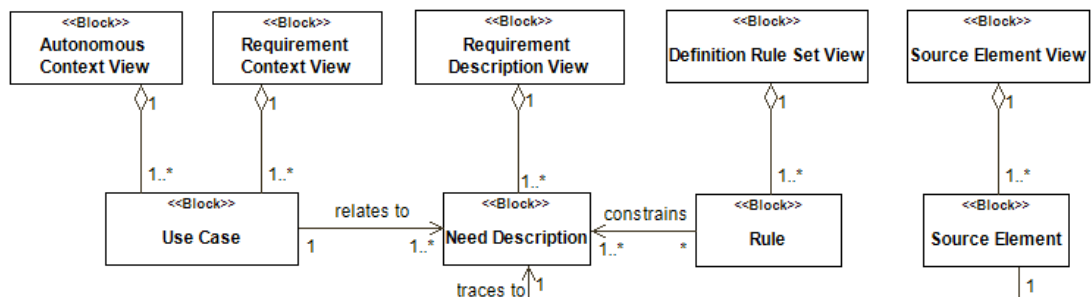 <<Block>>
Autonomous
Context View
<<Block>>
Requirement
Context View
<<Block>>
Requirement
Description View
<<Block>>
Definition Rule Set View
<<Block>>
Source Element View
1
1
1
1
1
1..*
1..*
1..*
1..*
1..*
<<Block>>
Use Case
relates to
1
1..*
<<Block>>
Need Description
constrains
1..*
*
<<Block>>
Rule
<<Block>>
Source Element
traces to
1
1